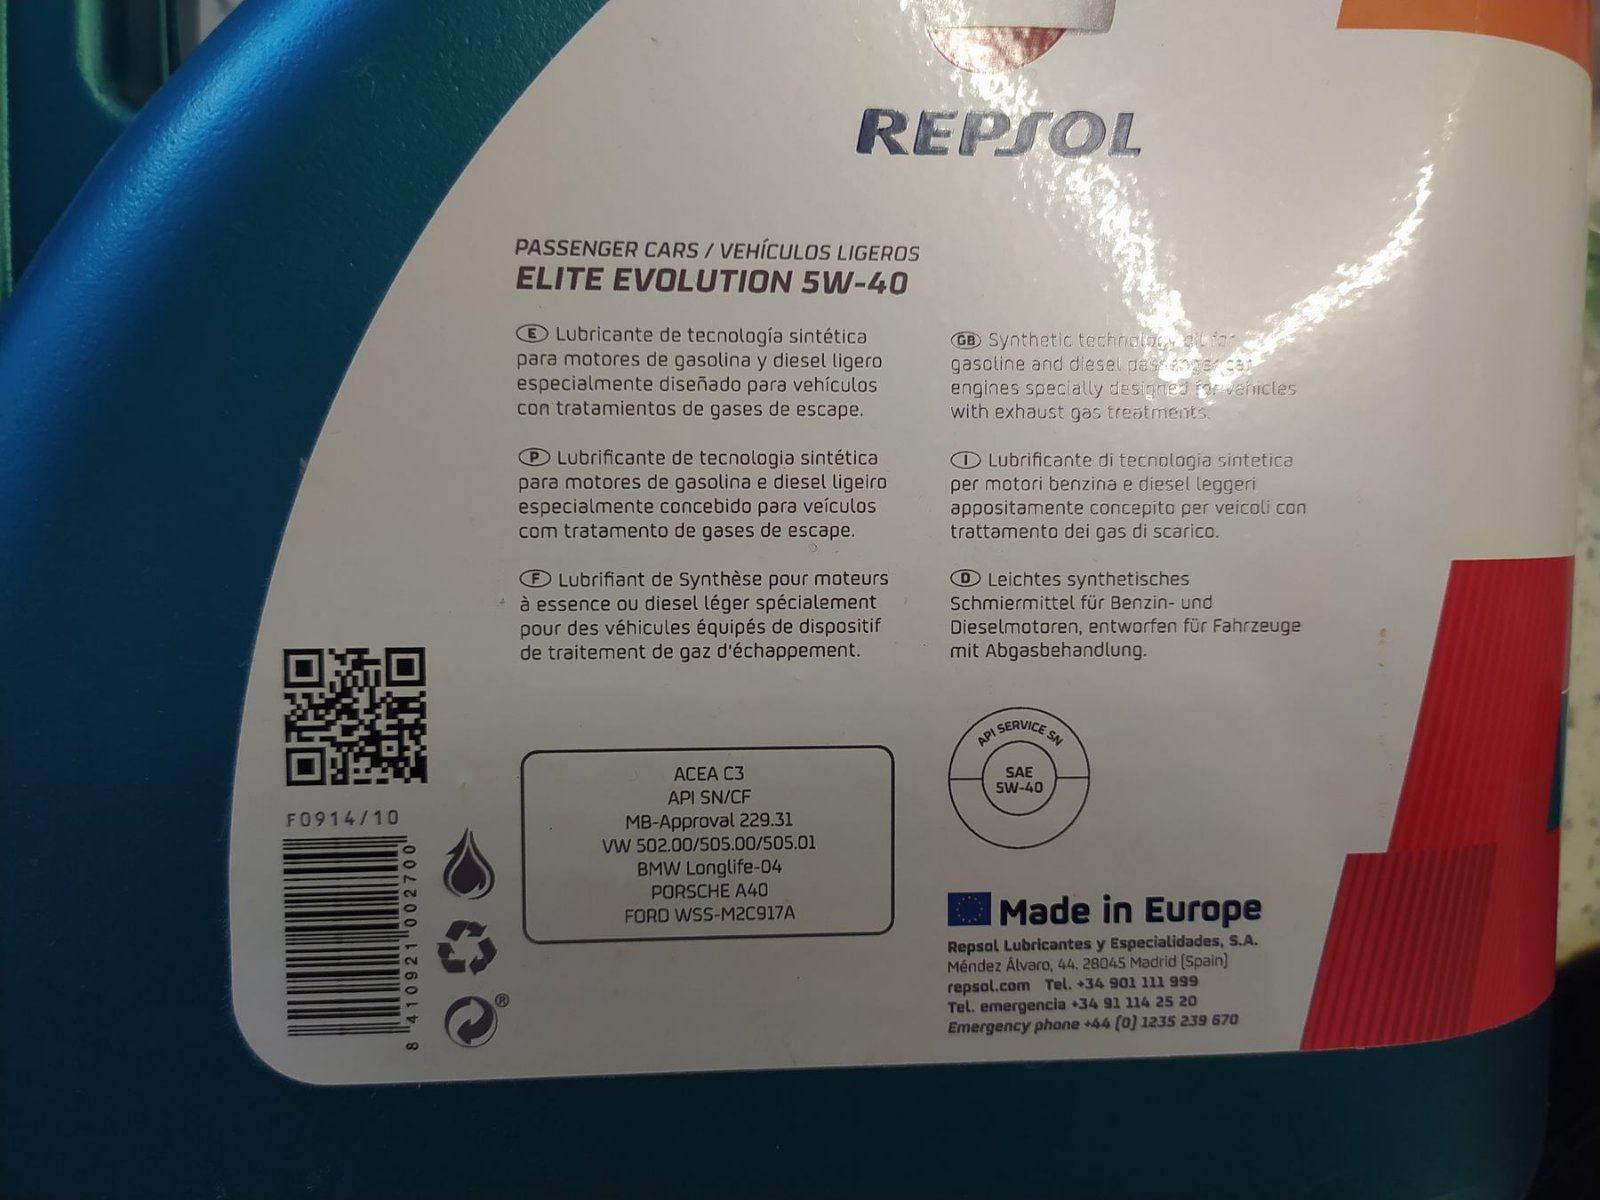 REPSOL
PASSENGER CARS / VEHÍCULOS LIGEROS
ELITE EVOLUTION 5W-40
E Lubricante de tecnología sintética
para motores de gasolina y diesel ligero
especialmente diseñado para vehículos
con tratamientos de gases de escape.
P Lubrificante de tecnologia sintética
para motores de gasolina e diesel ligeiro
especialmente concebido para veículos
com tratamento de gases de escape.
F Lubrifiant de Synthèse pour moteurs
à essence ou diesel léger spécialement
pour des véhicules équipés de dispositif
de traitement de gaz d'échappement.
GB Synthetic technology oil for
gasoline and diesel passenger car
engines specially designed for vehicles
with exhaust gas treatments.
I Lubrificante di tecnologia sintetica
per motori benzina e diesel leggeri
appositamente concepito per veicoli con
trattamento dei gas di scarico.
D Leichtes synthetisches
Schmiermittel für Benzin- und
Dieselmotoren, entworfen für Fahrzeuge
mit Abgasbehandlung.
F0914/10
8 410921 002700
ACEA C3
API SN/CF
MB-Approval 229.31
VW 502.00/505.00/505.01
BMW Longlife-04
PORSCHE A40
FORD WSS-M2C917A
®
API SERVICE SN
SAE
5W-40
Made in Europe
Repsol Lubricantes y Especialidades, S.A.
Méndez Álvaro, 44. 28045 Madrid (Spain)
repsol.com Tel. +34 901 111 999
Tel. emergencia +34 91 114 25 20
Emergency phone +44 (0) 1235 239 670